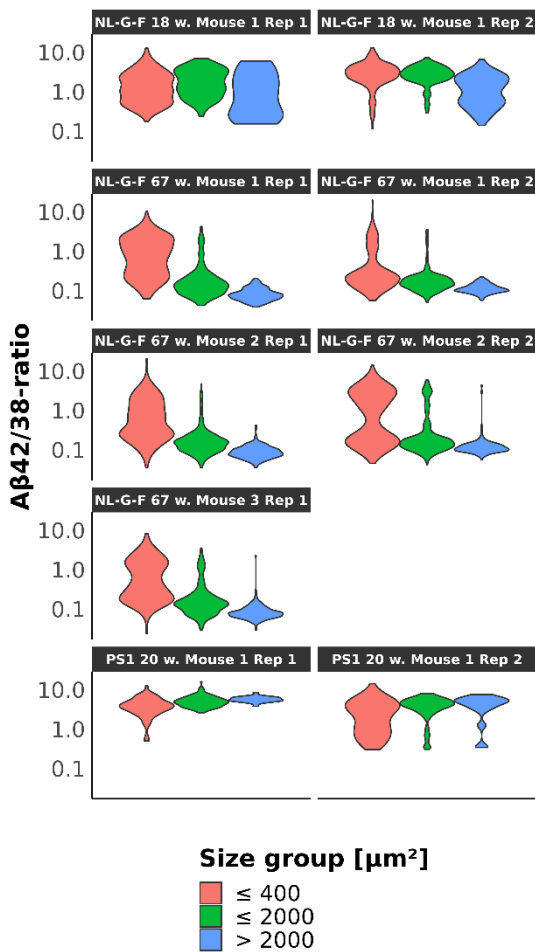 NL-G-F 18 w. Mouse 1 Rep 1
NL-G-F 18 w. Mouse 1 Rep 2
10.0
1.0
0.1
NL-G-F 67 w. Mouse 1 Rep 1
NL-G-F 67 w. Mouse 1 Rep 2
10.0
1.0
0.1
NL-G-F 67 w. Mouse 2 Rep 1
NL-G-F 67 w. Mouse 2 Rep 2
10.0
1.0
0.1
NL-G-F 67 w. Mouse 3 Rep 1
10.0
1.0
0.1
PS1 20 w. Mouse 1 Rep 1
PS1 20 w. Mouse 1 Rep 2
10.0
1.0
0.1
Aβ42/38-ratio
Size group [µm²]
≤ 400
≤ 2000
> 2000